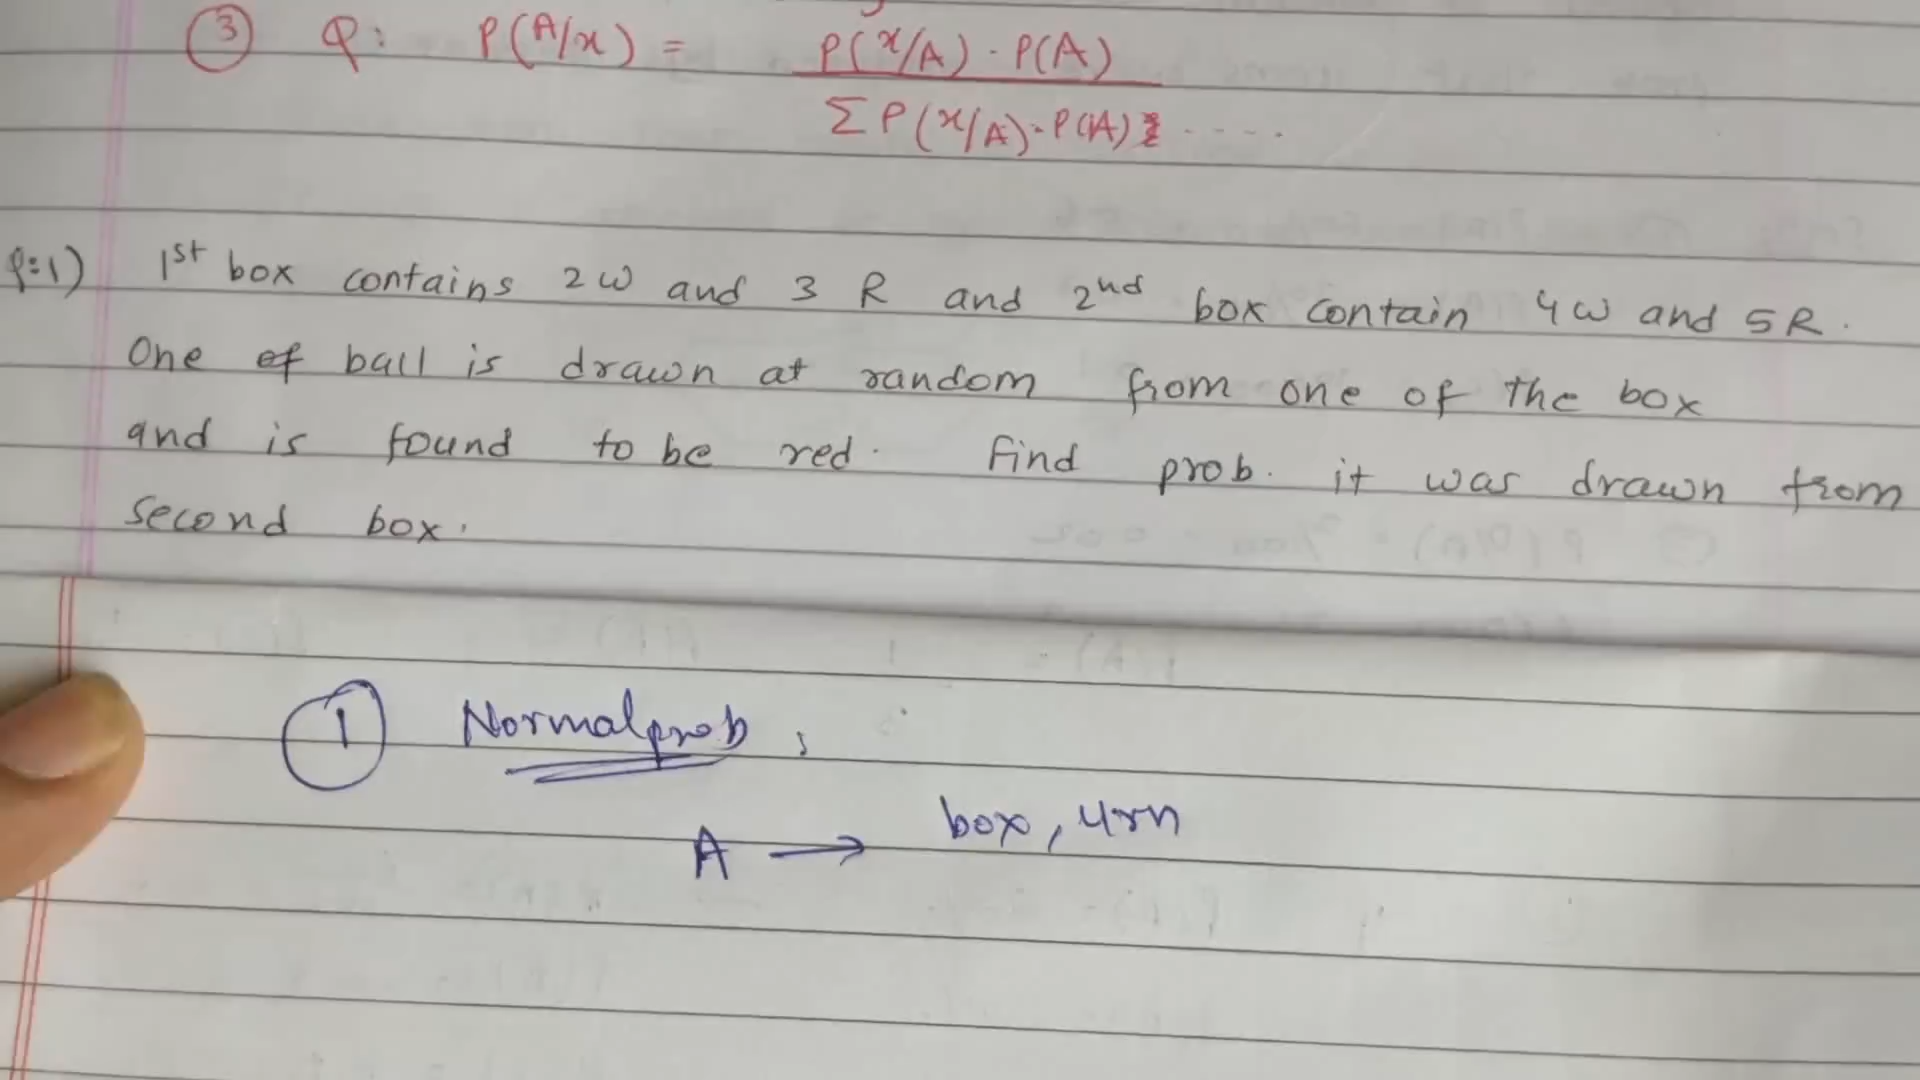 ③ Q: P(A/x) = P(x/A) · P(A)
Σ P(x/A) · P(A) ....
Q:1) 1st box contains 2W and 3 R and 2nd box contain 4W and 5R.
One of ball is drawn at random from one of the box
and is found to be red. Find prob. it was drawn from
second box.
① Normal prob,
A → box, urn